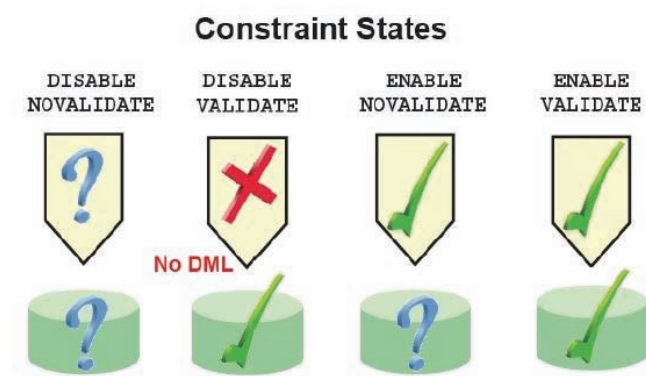 Constraint States
DISABLE NOVALIDATE
DISABLE VALIDATE
ENABLE NOVALIDATE
ENABLE VALIDATE
No DML